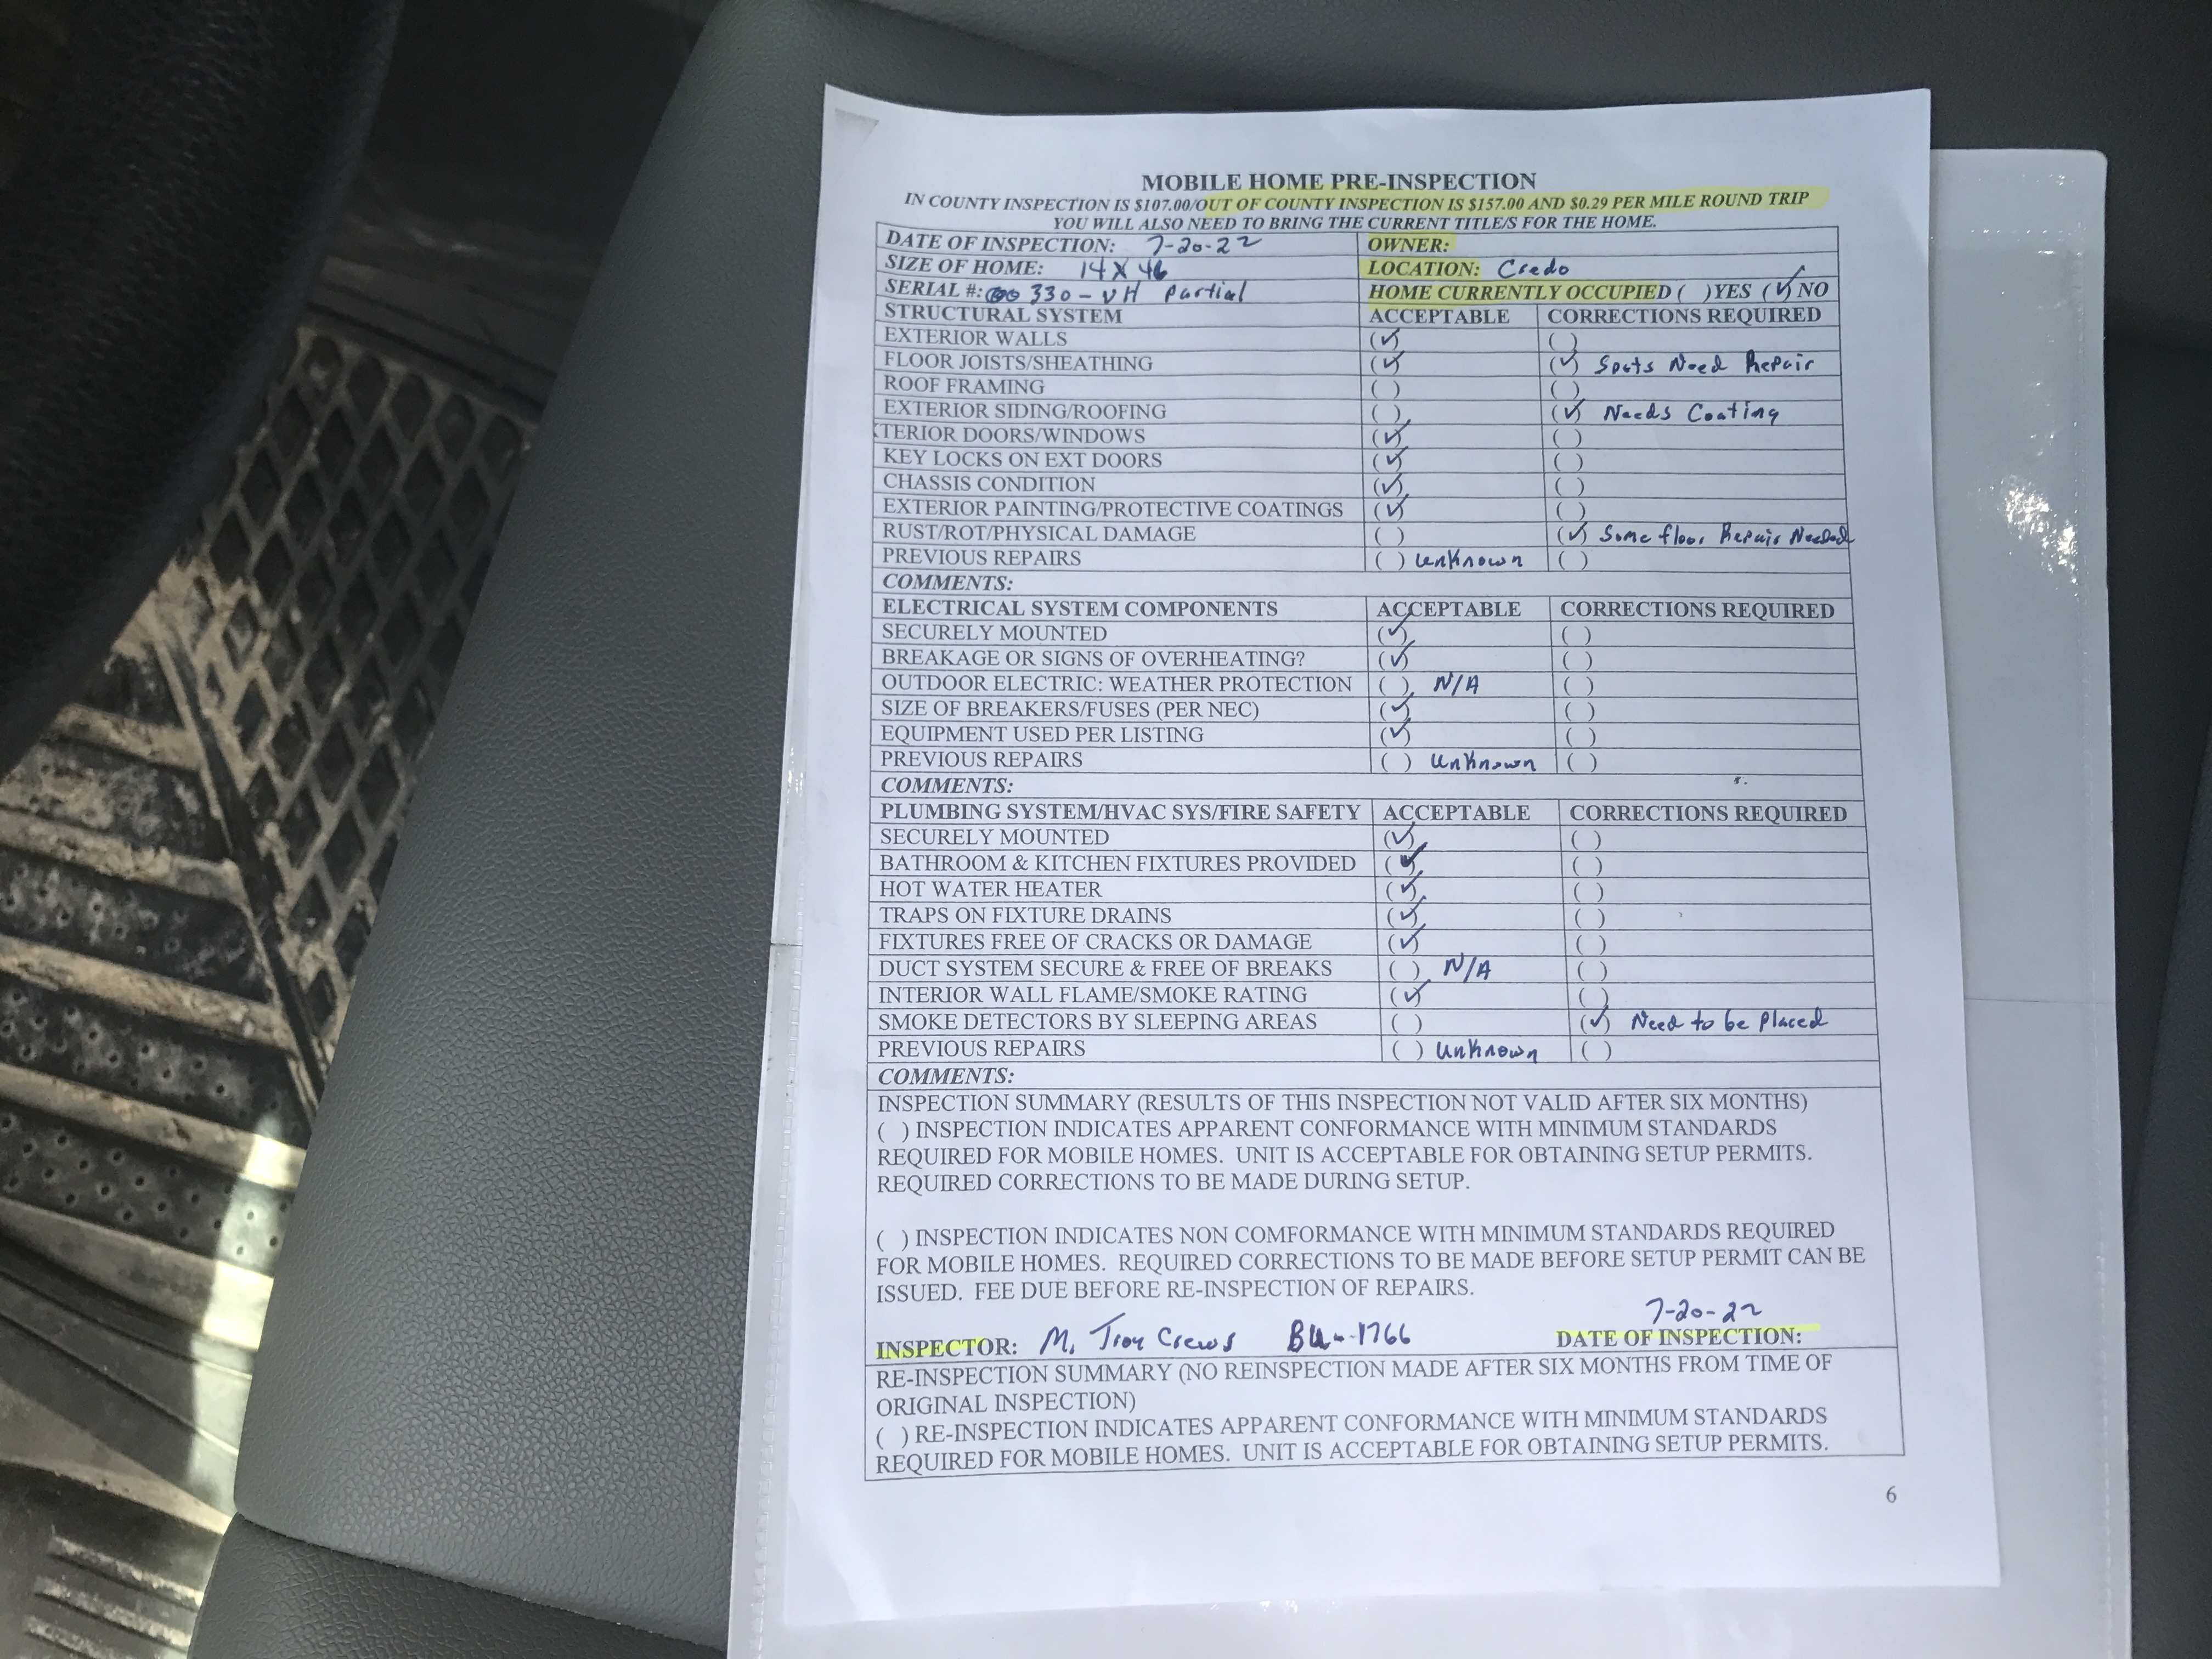 MOBILE HOME PRE-INSPECTION
IN COUNTY INSPECTION IS $107.00/OUT OF COUNTY INSPECTION IS $157.00 AND $0.29 PER MILE ROUND TRIP
YOU WILL ALSO NEED TO BRING THE CURRENT TITLE/S FOR THE HOME.
DATE OF INSPECTION: 7-20-22 OWNER:
SIZE OF HOME: 14 X 46 LOCATION: Credo
SERIAL #: 330-VH Partial HOME CURRENTLY OCCUPIED ( )YES (✓)NO
STRUCTURAL SYSTEM ACCEPTABLE CORRECTIONS REQUIRED
EXTERIOR WALLS (✓) ( )
FLOOR JOISTS/SHEATHING (✓) (✓) Spots Need Repair
ROOF FRAMING ( ) ( )
EXTERIOR SIDING/ROOFING ( ) (✓) Needs Coating
TERIOR DOORS/WINDOWS (✓) ( )
KEY LOCKS ON EXT DOORS (✓) ( )
CHASSIS CONDITION (✓) ( )
EXTERIOR PAINTING/PROTECTIVE COATINGS (✓) ( )
RUST/ROT/PHYSICAL DAMAGE ( ) (✓) Some floor Repair Needed
PREVIOUS REPAIRS ( ) unknown ( )
COMMENTS:
ELECTRICAL SYSTEM COMPONENTS ACCEPTABLE CORRECTIONS REQUIRED
SECURELY MOUNTED (✓) ( )
BREAKAGE OR SIGNS OF OVERHEATING? (✓) ( )
OUTDOOR ELECTRIC: WEATHER PROTECTION ( ) N/A ( )
SIZE OF BREAKERS/FUSES (PER NEC) (✓) ( )
EQUIPMENT USED PER LISTING (✓) ( )
PREVIOUS REPAIRS ( ) unknown ( )
COMMENTS:
PLUMBING SYSTEM/HVAC SYS/FIRE SAFETY ACCEPTABLE CORRECTIONS REQUIRED
SECURELY MOUNTED (✓) ( )
BATHROOM & KITCHEN FIXTURES PROVIDED (✓) ( )
HOT WATER HEATER (✓) ( )
TRAPS ON FIXTURE DRAINS (✓) ( )
FIXTURES FREE OF CRACKS OR DAMAGE (✓) ( )
DUCT SYSTEM SECURE & FREE OF BREAKS ( ) N/A ( )
INTERIOR WALL FLAME/SMOKE RATING (✓) ( )
SMOKE DETECTORS BY SLEEPING AREAS ( ) (✓) Need to be Placed
PREVIOUS REPAIRS ( ) unknown ( )
COMMENTS:
INSPECTION SUMMARY (RESULTS OF THIS INSPECTION NOT VALID AFTER SIX MONTHS)
( ) INSPECTION INDICATES APPARENT CONFORMANCE WITH MINIMUM STANDARDS
REQUIRED FOR MOBILE HOMES. UNIT IS ACCEPTABLE FOR OBTAINING SETUP PERMITS.
REQUIRED CORRECTIONS TO BE MADE DURING SETUP.
( ) INSPECTION INDICATES NON COMFORMANCE WITH MINIMUM STANDARDS REQUIRED
FOR MOBILE HOMES. REQUIRED CORRECTIONS TO BE MADE BEFORE SETUP PERMIT CAN BE
ISSUED. FEE DUE BEFORE RE-INSPECTION OF REPAIRS.
7-20-22
INSPECTOR: M. Troy Crews 1766 DATE OF INSPECTION:
RE-INSPECTION SUMMARY (NO REINSPECTION MADE AFTER SIX MONTHS FROM TIME OF
ORIGINAL INSPECTION)
( ) RE-INSPECTION INDICATES APPARENT CONFORMANCE WITH MINIMUM STANDARDS
REQUIRED FOR MOBILE HOMES. UNIT IS ACCEPTABLE FOR OBTAINING SETUP PERMITS.
6